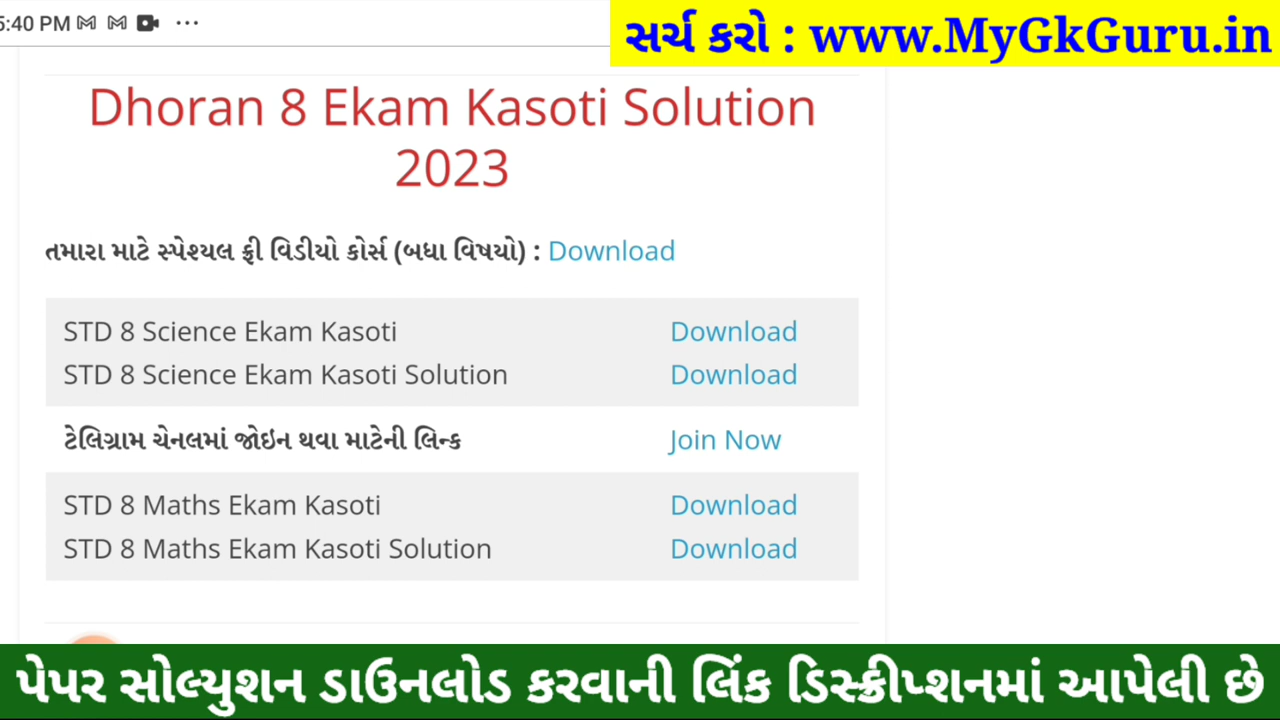 5:40 PM
સર્ચ કરો : www.MyGkGuru.in
Dhoran 8 Ekam Kasoti Solution
2023
તમારા માટે સ્પેશ્યલ ફ્રી વિડીયો કોર્સ (બધા વિષયો) : Download
STD 8 Science Ekam Kasoti Download
STD 8 Science Ekam Kasoti Solution Download
ટેલિગ્રામ ચેનલમાં જોઇન થવા માટેની લિન્ક Join Now
STD 8 Maths Ekam Kasoti Download
STD 8 Maths Ekam Kasoti Solution Download
પેપર સોલ્યુશન ડાઉનલોડ કરવાની લિંક ડિસ્ક્રીપ્શનમાં આપેલી છે